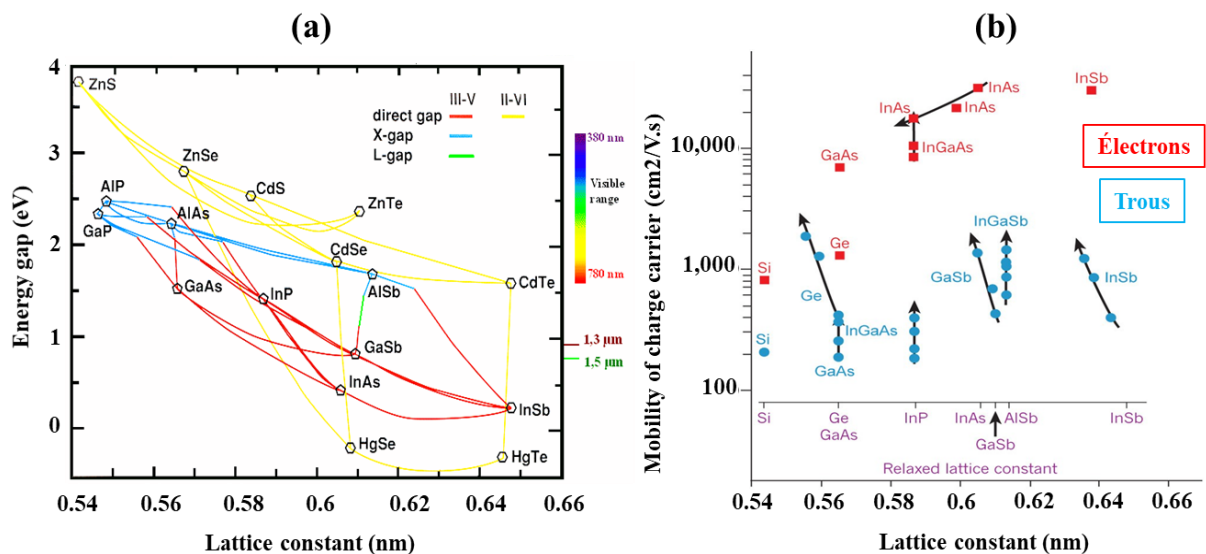 (a)
4
3
2
1
0
Energy gap (eV)
ZnS
ZnSe
CdS
ZnTe
AlP
GaP
AlAs
CdSe
CdTe
GaAs
InP
AlSb
GaSb
InAs
InSb
HgSe
HgTe
III-V II-VI
direct gap
X-gap
L-gap
380 nm
Visible
range
780 nm
1,3 µm
1,5 µm
0.54 0.56 0.58 0.60 0.62 0.64 0.66
Lattice constant (nm)
(b)
Mobility of charge carrier (cm2/V.s)
10,000
1,000
100
InAs
InAs
InAs
InSb
InGaAs
GaAs
Ge
Si
Électrons
Trous
InGaSb
GaSb
InSb
Ge
InGaAs
Si
GaAs
Si
Ge
GaAs
InP
InAs
AlSb
InSb
GaSb
Relaxed lattice constant
0.54 0.56 0.58 0.6 0.62 0.64 0.66
Lattice constant (nm)